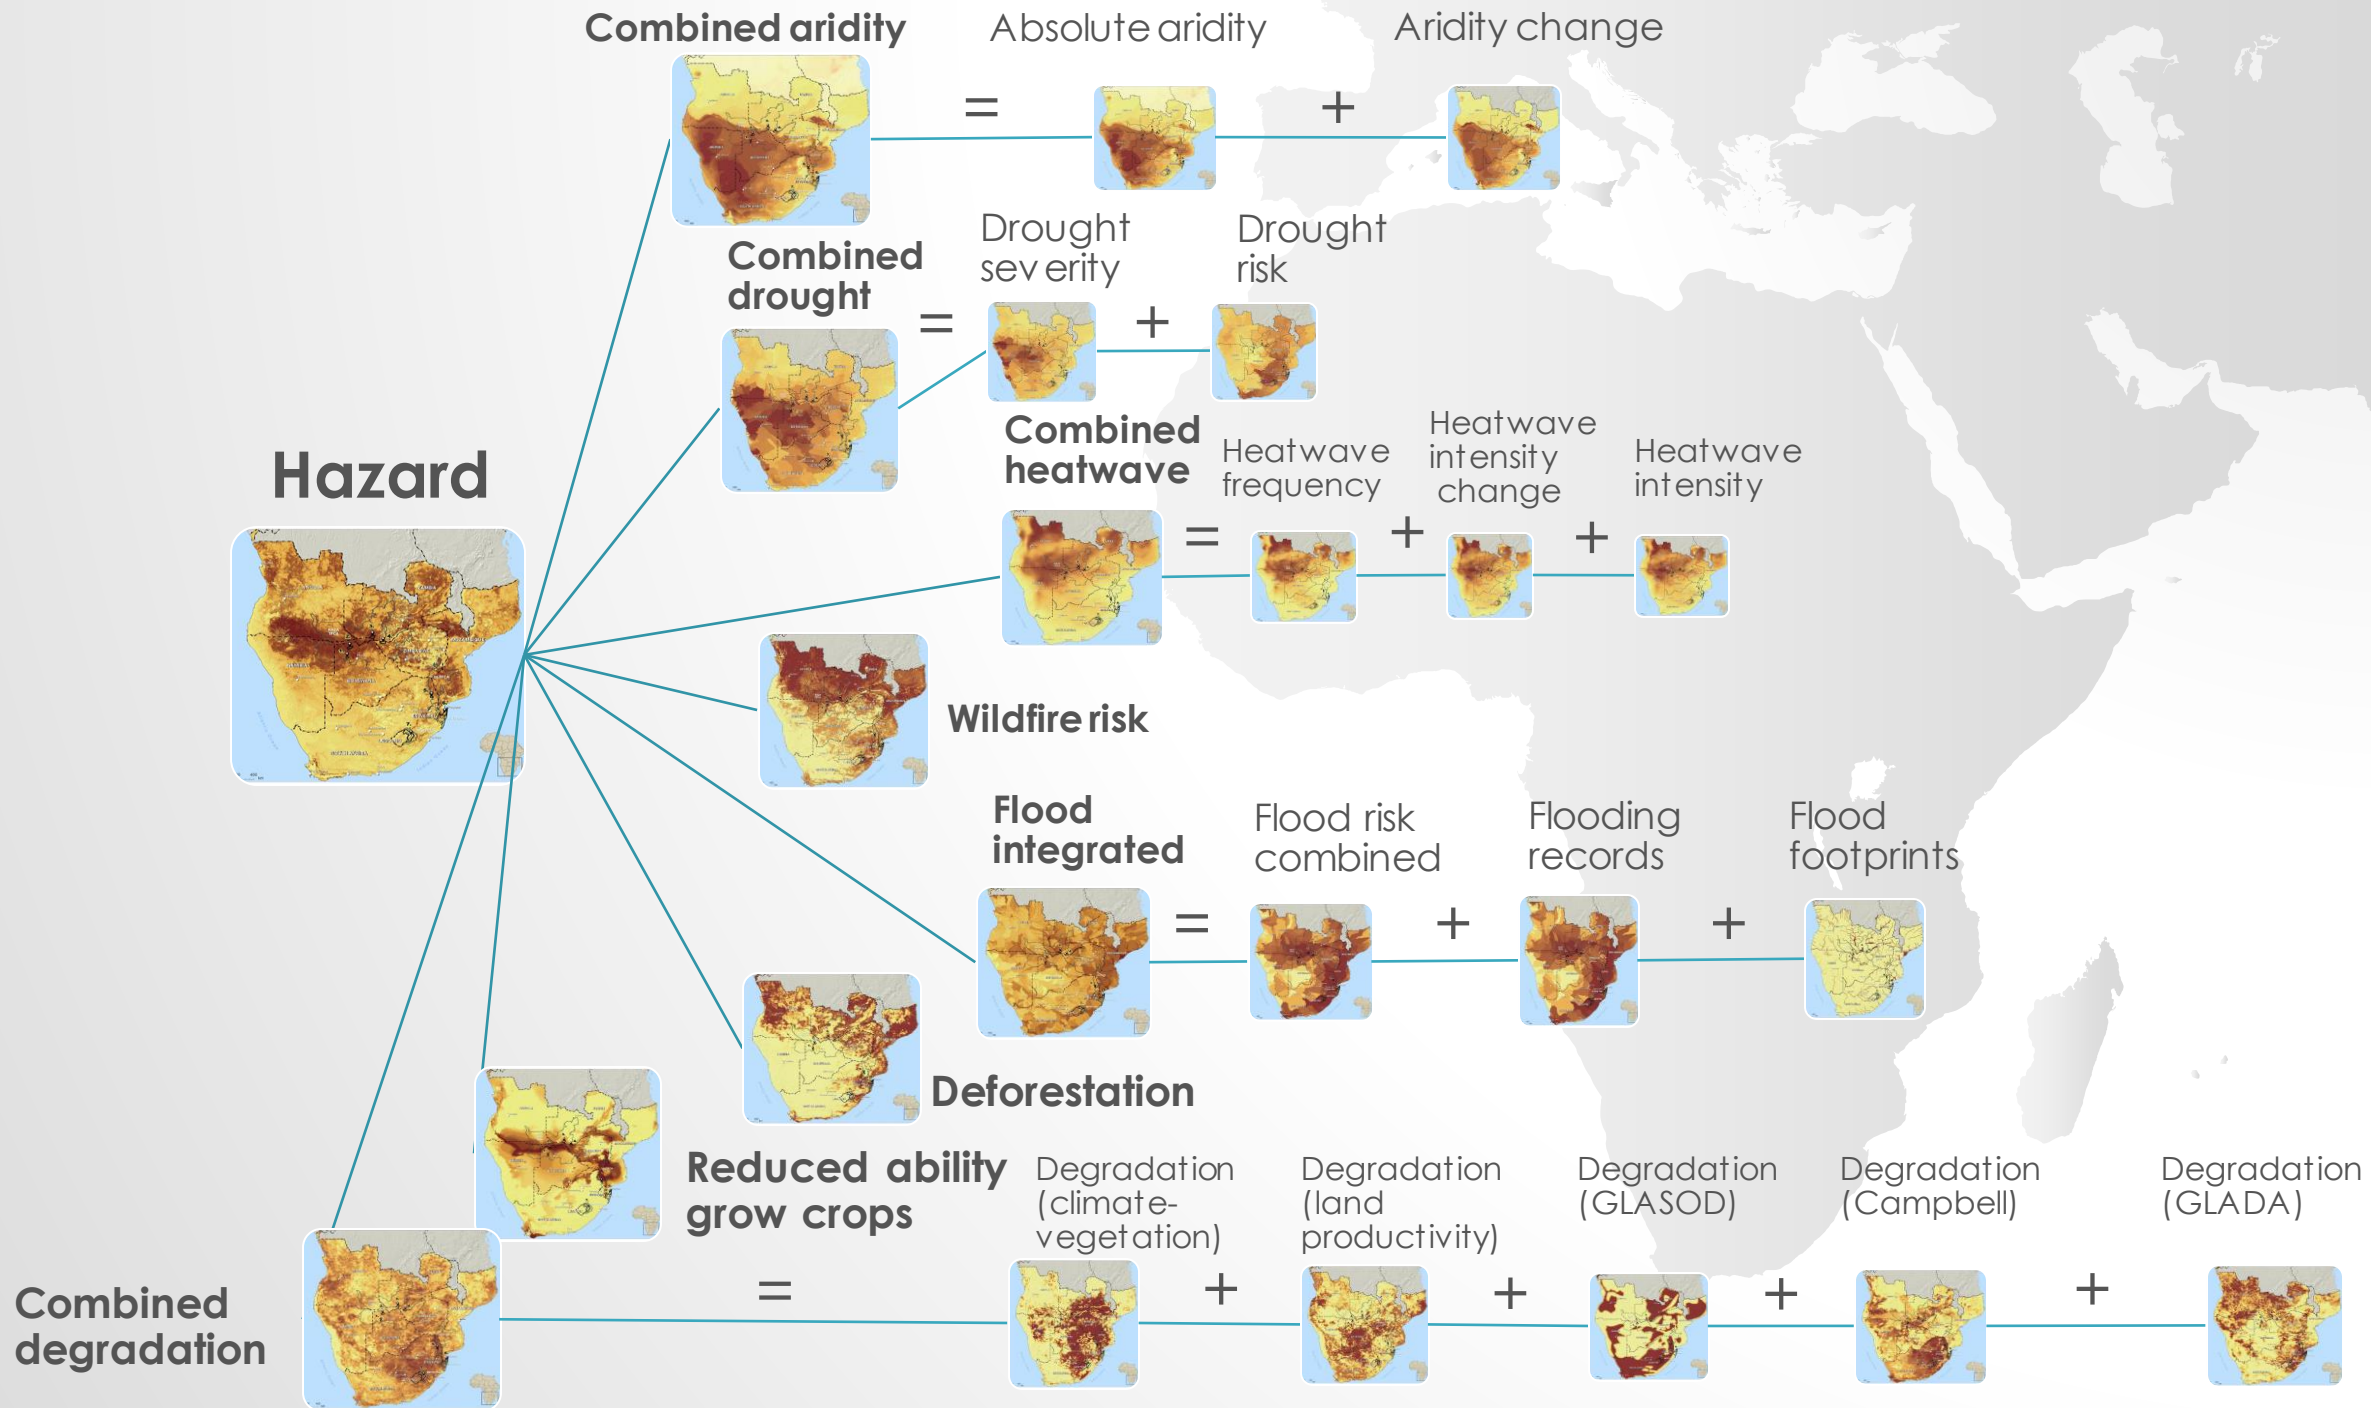 Combined aridity
Absolute aridity
Aridity change
=
+
Combined
drought
Drought
severity
Drought
risk
=
+
Hazard
Combined
heatwave
Heatwave
frequency
Heatwave
intensity
change
Heatwave
intensity
=
+
+
Wildfire risk
Flood
integrated
Flood risk
combined
Flooding
records
Flood
footprints
=
+
+
Deforestation
Reduced ability
grow crops
Combined
degradation
Degradation
(climate-
vegetation)
Degradation
(land
productivity)
Degradation
(GLASOD)
Degradation
(Campbell)
Degradation
(GLADA)
=
+
+
+
+